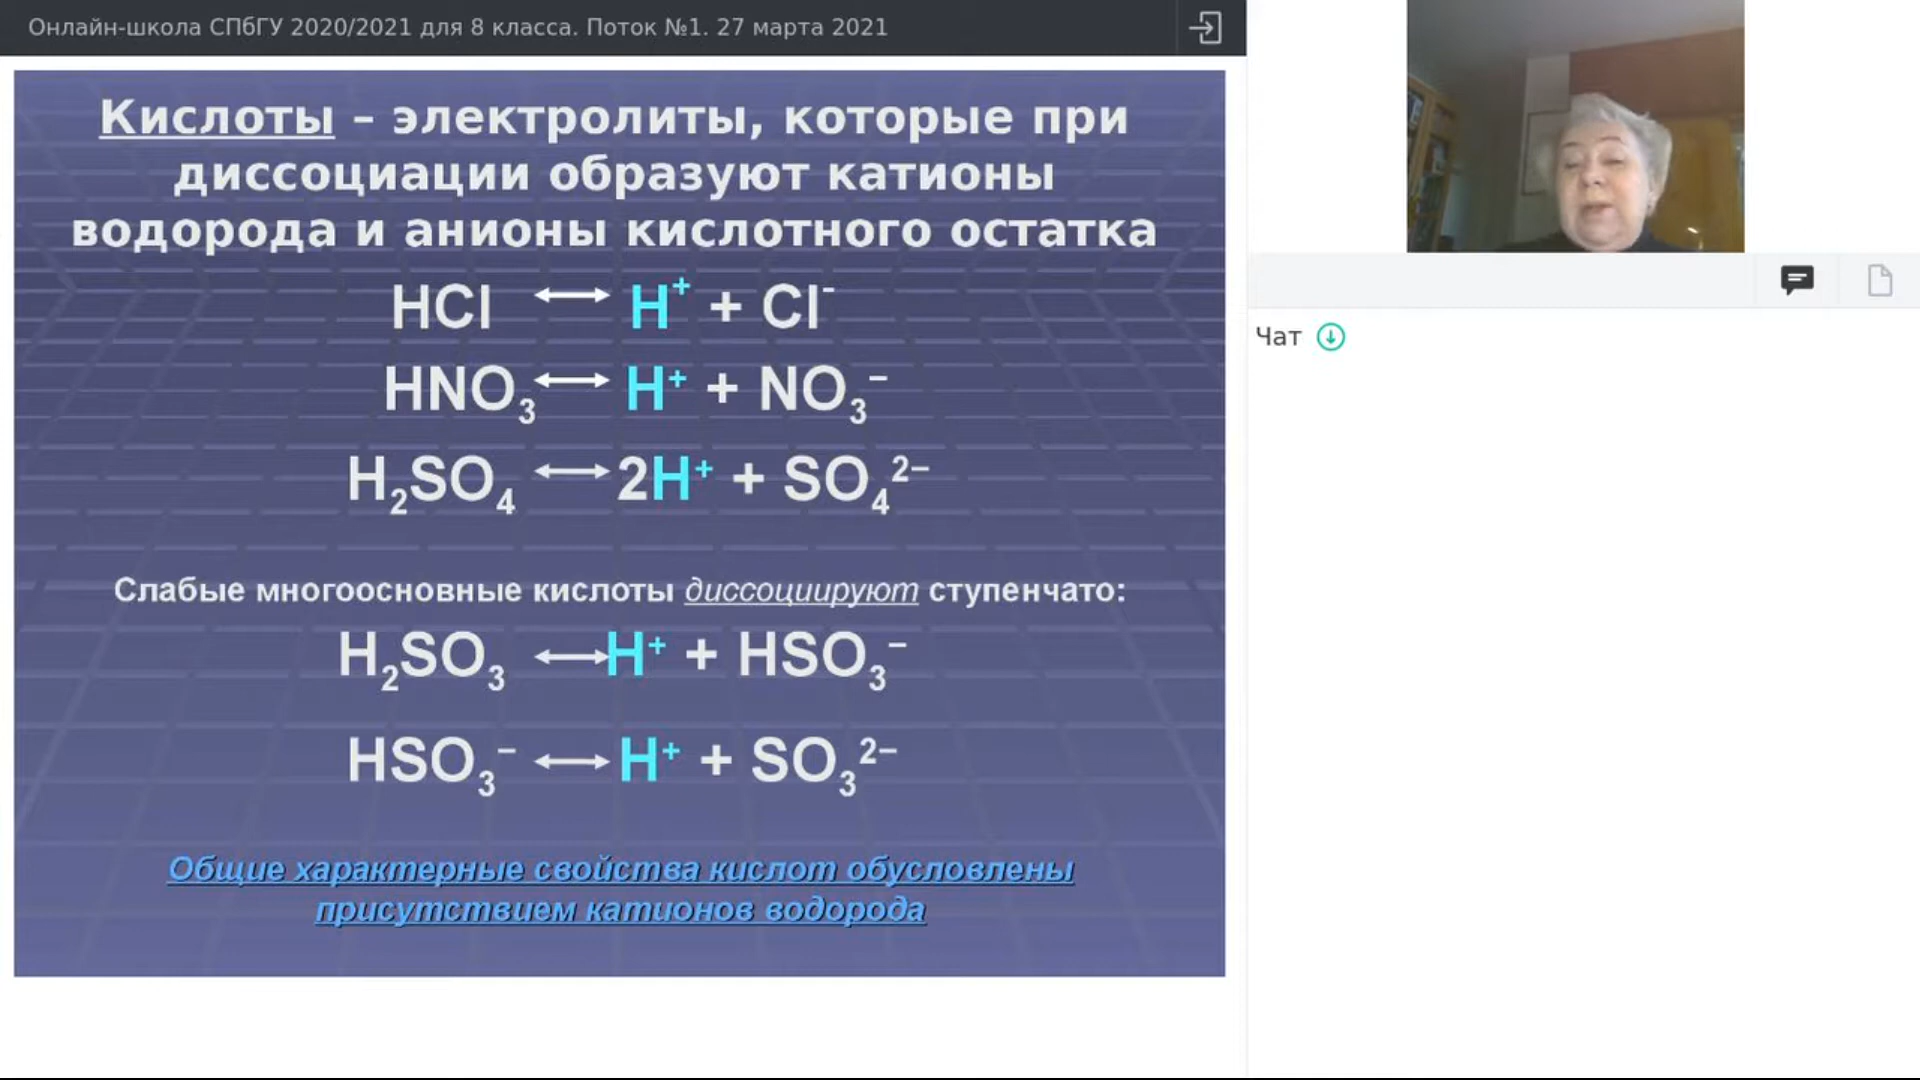 Онлайн-школа СПбГУ 2020/2021 для 8 класса. Поток №1. 27 марта 2021
Кислоты – электролиты, которые при
диссоциации образуют катионы
водорода и анионы кислотного остатка
HCl ⟷ H⁺ + Cl⁻
HNO₃ ⟷ H⁺ + NO₃⁻
H₂SO₄ ⟷ 2H⁺ + SO₄²⁻
Слабые многоосновные кислоты диссоциируют ступенчато:
H₂SO₃ ⟷ H⁺ + HSO₃⁻
HSO₃⁻ ⟷ H⁺ + SO₃²⁻
Общие характерные свойства кислот обусловлены
присутствием катионов водорода
Чат